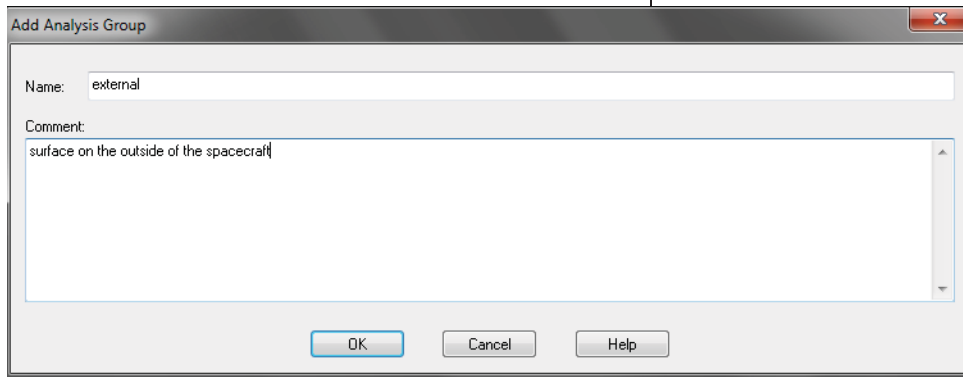 Add Analysis Group
Name: external
Comment:
surface on the outside of the spacecraft
OK Cancel Help